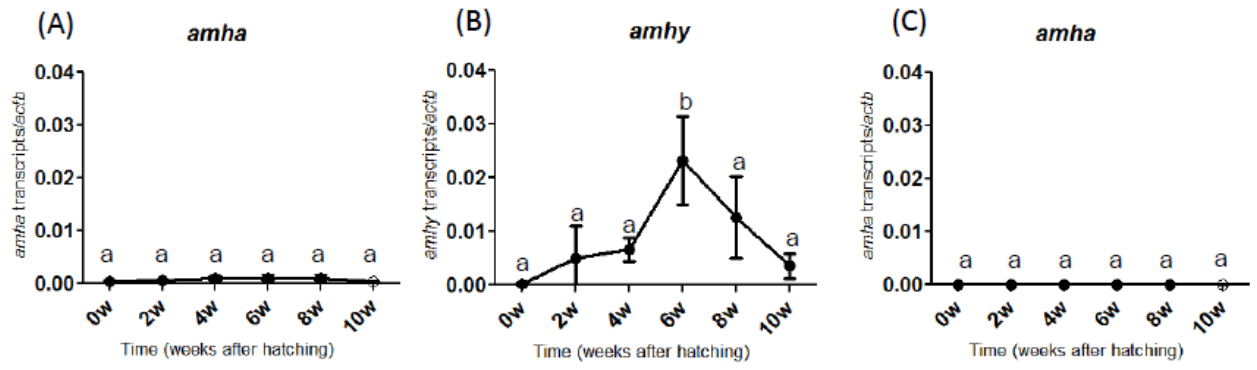 (A)
amha
amha transcripts/actb
0.04
0.03
0.02
0.01
0.00
a a a a a a
0w 2w 4w 6w 8w 10w
Time (weeks after hatching)
(B)
amhy
amhy transcripts/actb
0.04
0.03
0.02
0.01
0.00
a a a b a a
0w 2w 4w 6w 8w 10w
Time (weeks after hatching)
(C)
amha
amha transcripts/actb
0.04
0.03
0.02
0.01
0.00
a a a a a a
0w 2w 4w 6w 8w 10w
Time (weeks after hatching)